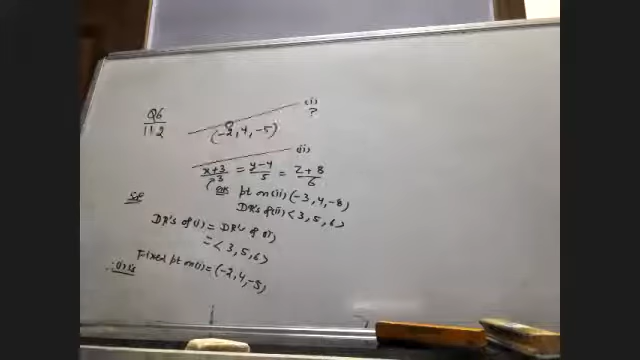 Q6
112
(i)
?
(-2, 4, -5)
(ii)
x+3/3 = y-4/5 = z+8/6
pt on (ii) (-3, 4, -8)
DR's of (ii) < 3, 5, 6 >
Sol
DR's of (i) = DR's of (ii)
= < 3, 5, 6 >
Fixed pt on (i) = (-2, 4, -5)
∴ (i) is